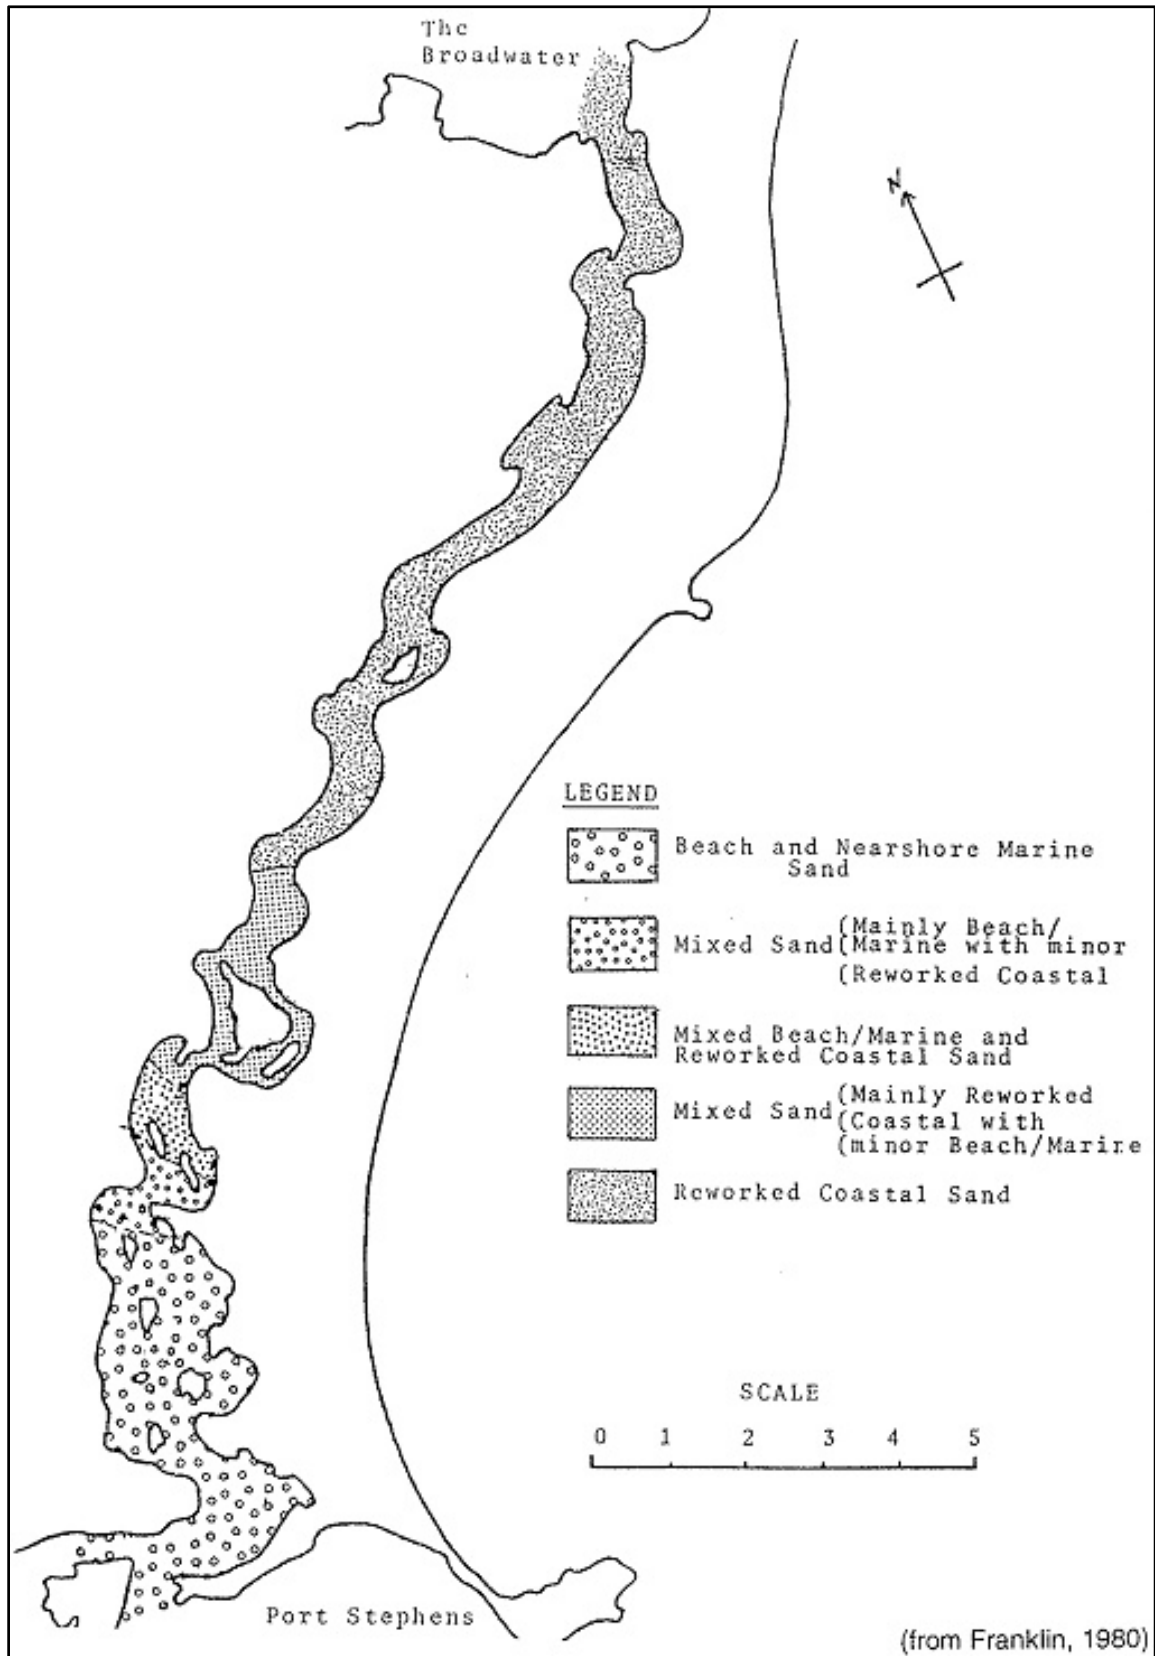 The
Broadwater
N
LEGEND
Beach and Nearshore Marine
Sand
(Mainly Beach/
Mixed Sand(Marine with minor
(Reworked Coastal
Mixed Beach/Marine and
Reworked Coastal Sand
(Mainly Reworked
Mixed Sand(Coastal with
(minor Beach/Marine
Reworked Coastal Sand
SCALE
0 1 2 3 4 5
Port Stephens
(from Franklin, 1980)